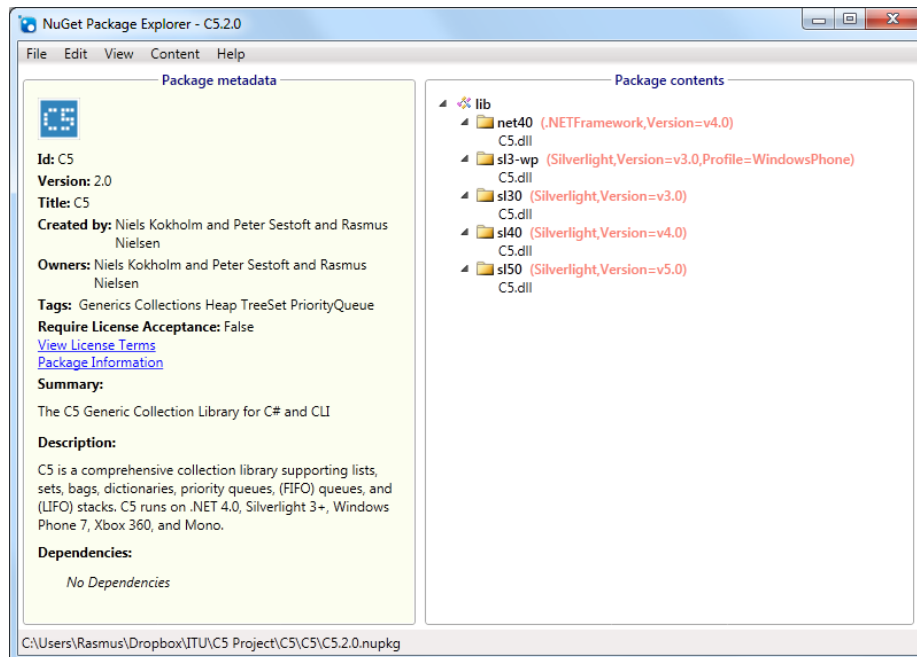 NuGet Package Explorer - C5.2.0
File Edit View Content Help
Package metadata
C5
Id: C5
Version: 2.0
Title: C5
Created by: Niels Kokholm and Peter Sestoft and Rasmus
Nielsen
Owners: Niels Kokholm and Peter Sestoft and Rasmus
Nielsen
Tags: Generics Collections Heap TreeSet PriorityQueue
Require License Acceptance: False
View License Terms
Package Information
Summary:
The C5 Generic Collection Library for C# and CLI
Description:
C5 is a comprehensive collection library supporting lists,
sets, bags, dictionaries, priority queues, (FIFO) queues, and
(LIFO) stacks. C5 runs on .NET 4.0, Silverlight 3+, Windows
Phone 7, Xbox 360, and Mono.
Dependencies:
No Dependencies
Package contents
lib
net40 (.NETFramework,Version=v4.0)
C5.dll
sl3-wp (Silverlight,Version=v3.0,Profile=WindowsPhone)
C5.dll
sl30 (Silverlight,Version=v3.0)
C5.dll
sl40 (Silverlight,Version=v4.0)
C5.dll
sl50 (Silverlight,Version=v5.0)
C5.dll
C:\Users\Rasmus\Dropbox\ITU\C5 Project\C5\C5\C5.2.0.nupkg